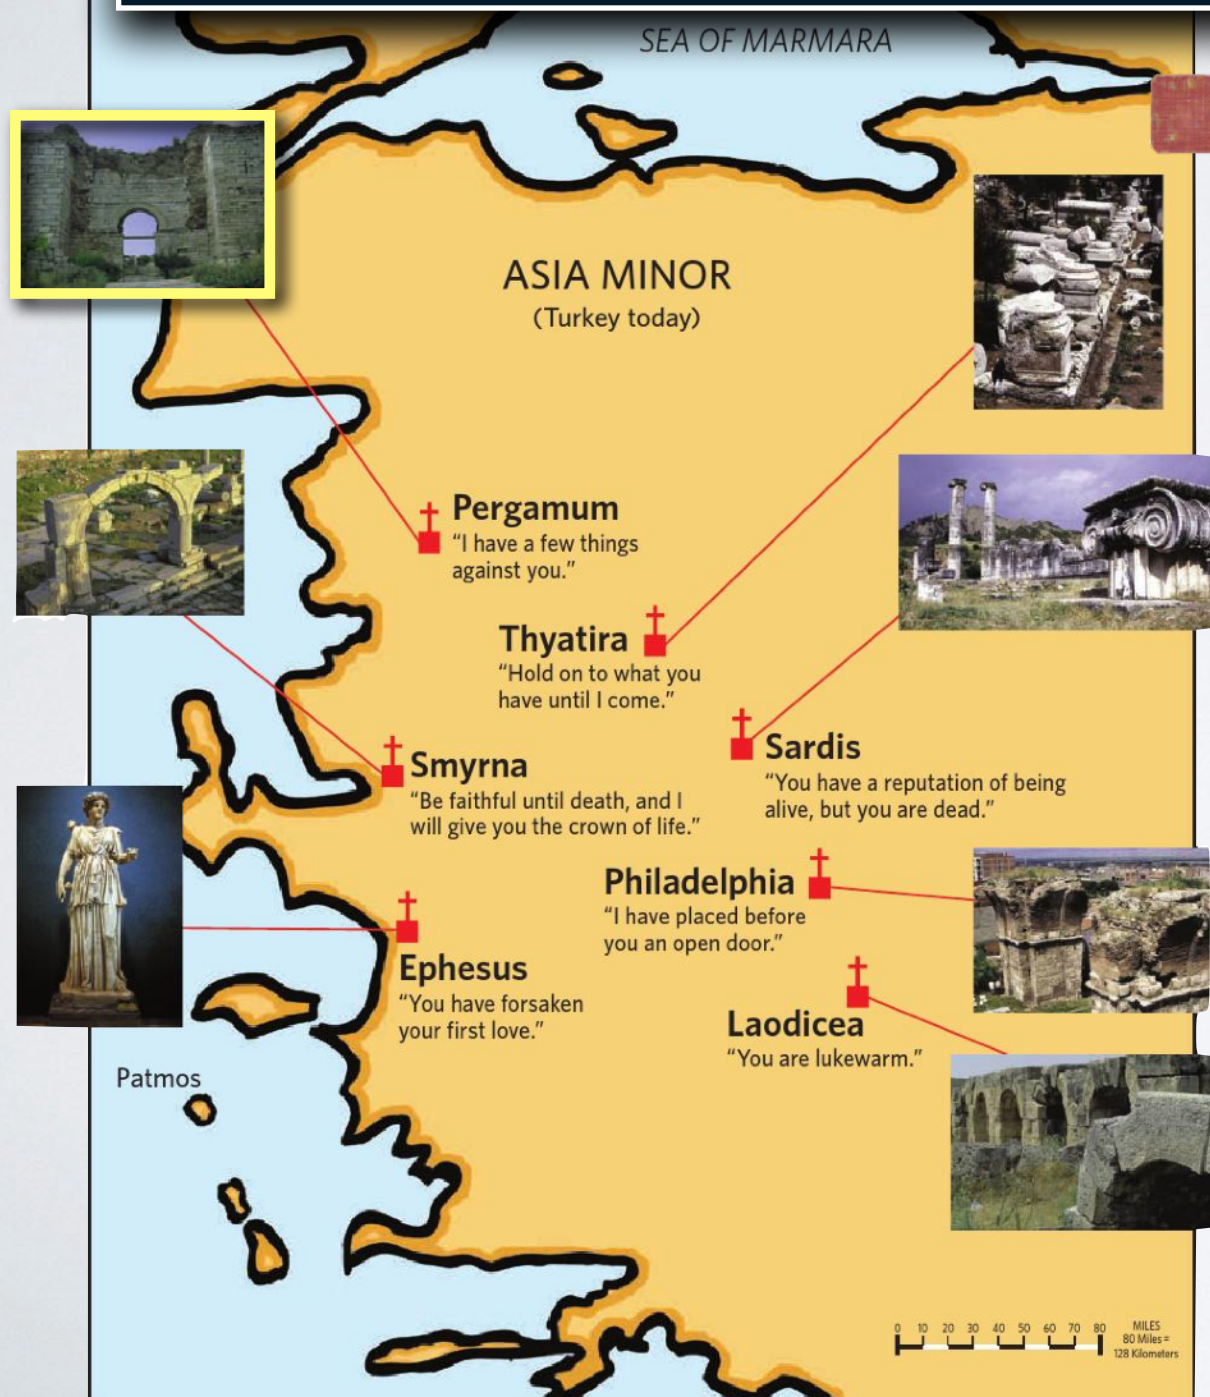 SEA OF MARMARA
ASIA MINOR
(Turkey today)
Pergamum
“I have a few things
against you.”
Thyatira
“Hold on to what you
have until I come.”
Sardis
“You have a reputation of being
alive, but you are dead.”
Smyrna
“Be faithful until death, and I
will give you the crown of life.”
Philadelphia
“I have placed before
you an open door.”
Ephesus
“You have forsaken
your first love.”
Laodicea
“You are lukewarm.”
Patmos
0 10 20 30 40 50 60 70 80
MILES
80 Miles =
128 Kilometers